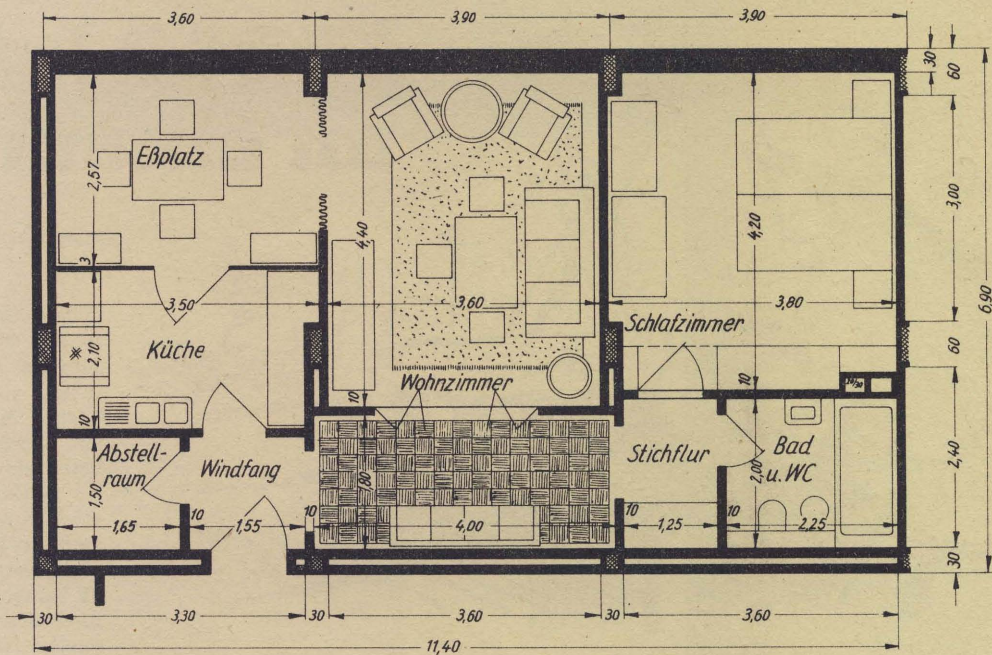 3,60 3,90 3,90
30
60
Eßplatz
2,57
4,40
4,20
3,00
6,90
3
3,50 3,60 3,80
Schlafzimmer
Küche
2,10
60
Wohnzimmer
10
10
10
Abstell-
raum
Windfang
Stichflur
Bad
u. WC
1,50
1,80
2,00
2,40
1,65
10
1,55
10
4,00
10
1,25
10
2,25
30
30 3,30 30 3,60 30 3,60
11,40